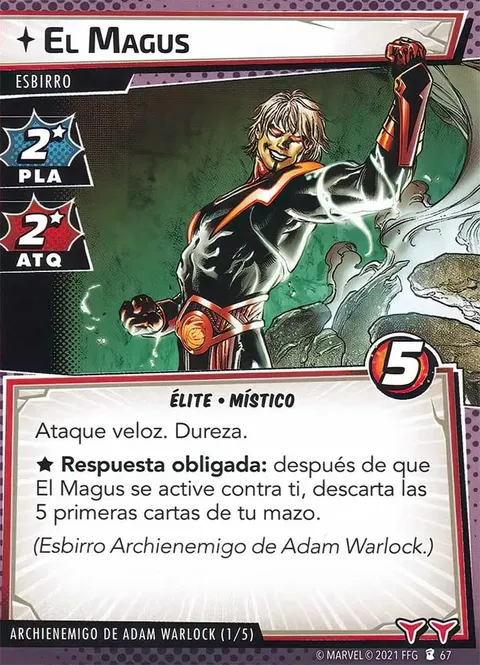 El Magus
ESBIRRO
2
PLA
2
ATQ
5
ÉLITE • MÍSTICO
Ataque veloz. Dureza.
★ Respuesta obligada: después de que
El Magus se active contra ti, descarta las
5 primeras cartas de tu mazo.
(Esbirro Archienemigo de Adam Warlock.)
ARCHIENEMIGO DE ADAM WARLOCK (1/5)
© MARVEL © 2021 FFG 67